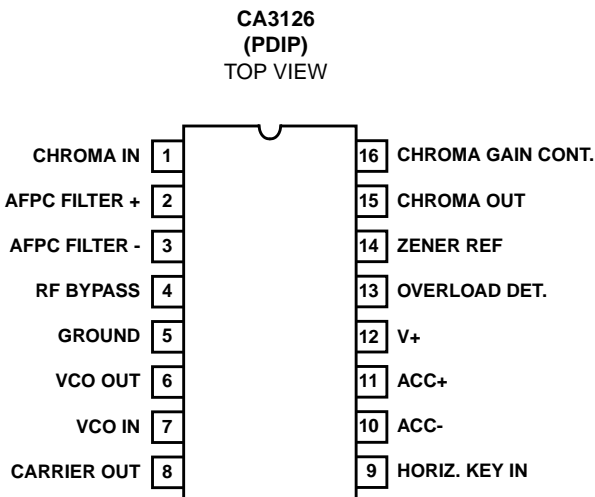 CA3126
(PDIP)
TOP VIEW
CHROMA IN 1 16 CHROMA GAIN CONT.
AFPC FILTER + 2 15 CHROMA OUT
AFPC FILTER - 3 14 ZENER REF
RF BYPASS 4 13 OVERLOAD DET.
GROUND 5 12 V+
VCO OUT 6 11 ACC+
VCO IN 7 10 ACC-
CARRIER OUT 8 9 HORIZ. KEY IN